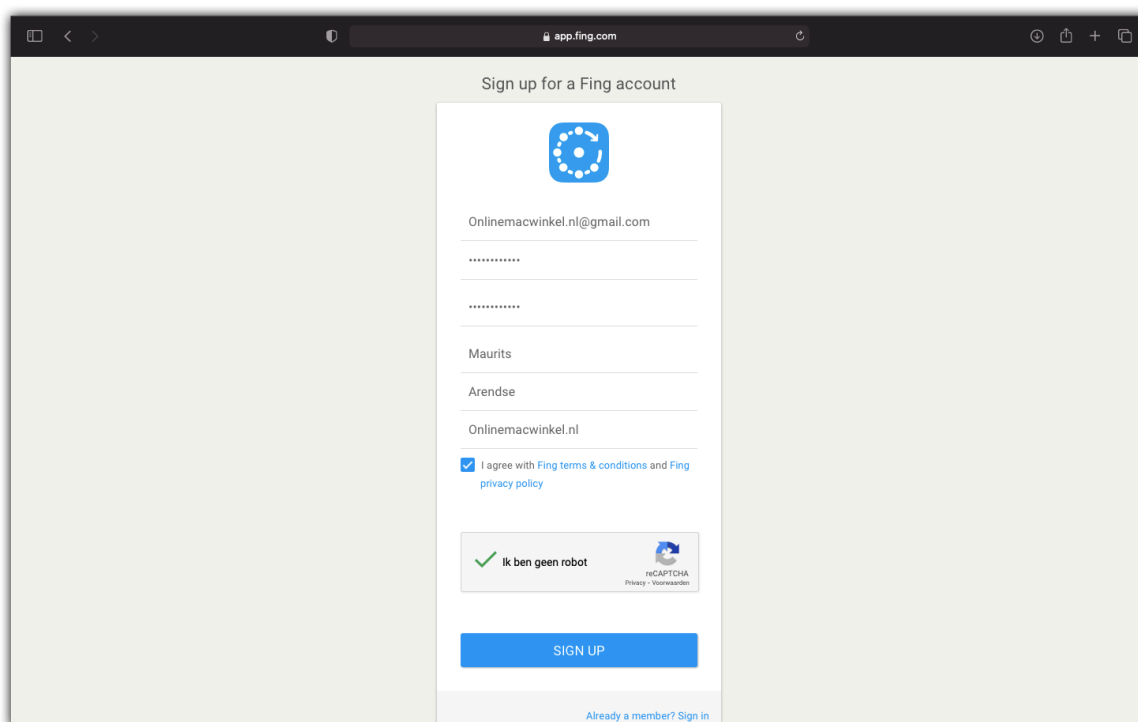 app.fing.com
Sign up for a Fing account
Onlinemacwinkel.nl@gmail.com
••••••••••••
••••••••••••
Maurits
Arendse
Onlinemacwinkel.nl
I agree with Fing terms & conditions and Fing
privacy policy
Ik ben geen robot
reCAPTCHA
Privacy - Voorwaarden
SIGN UP
Already a member? Sign in